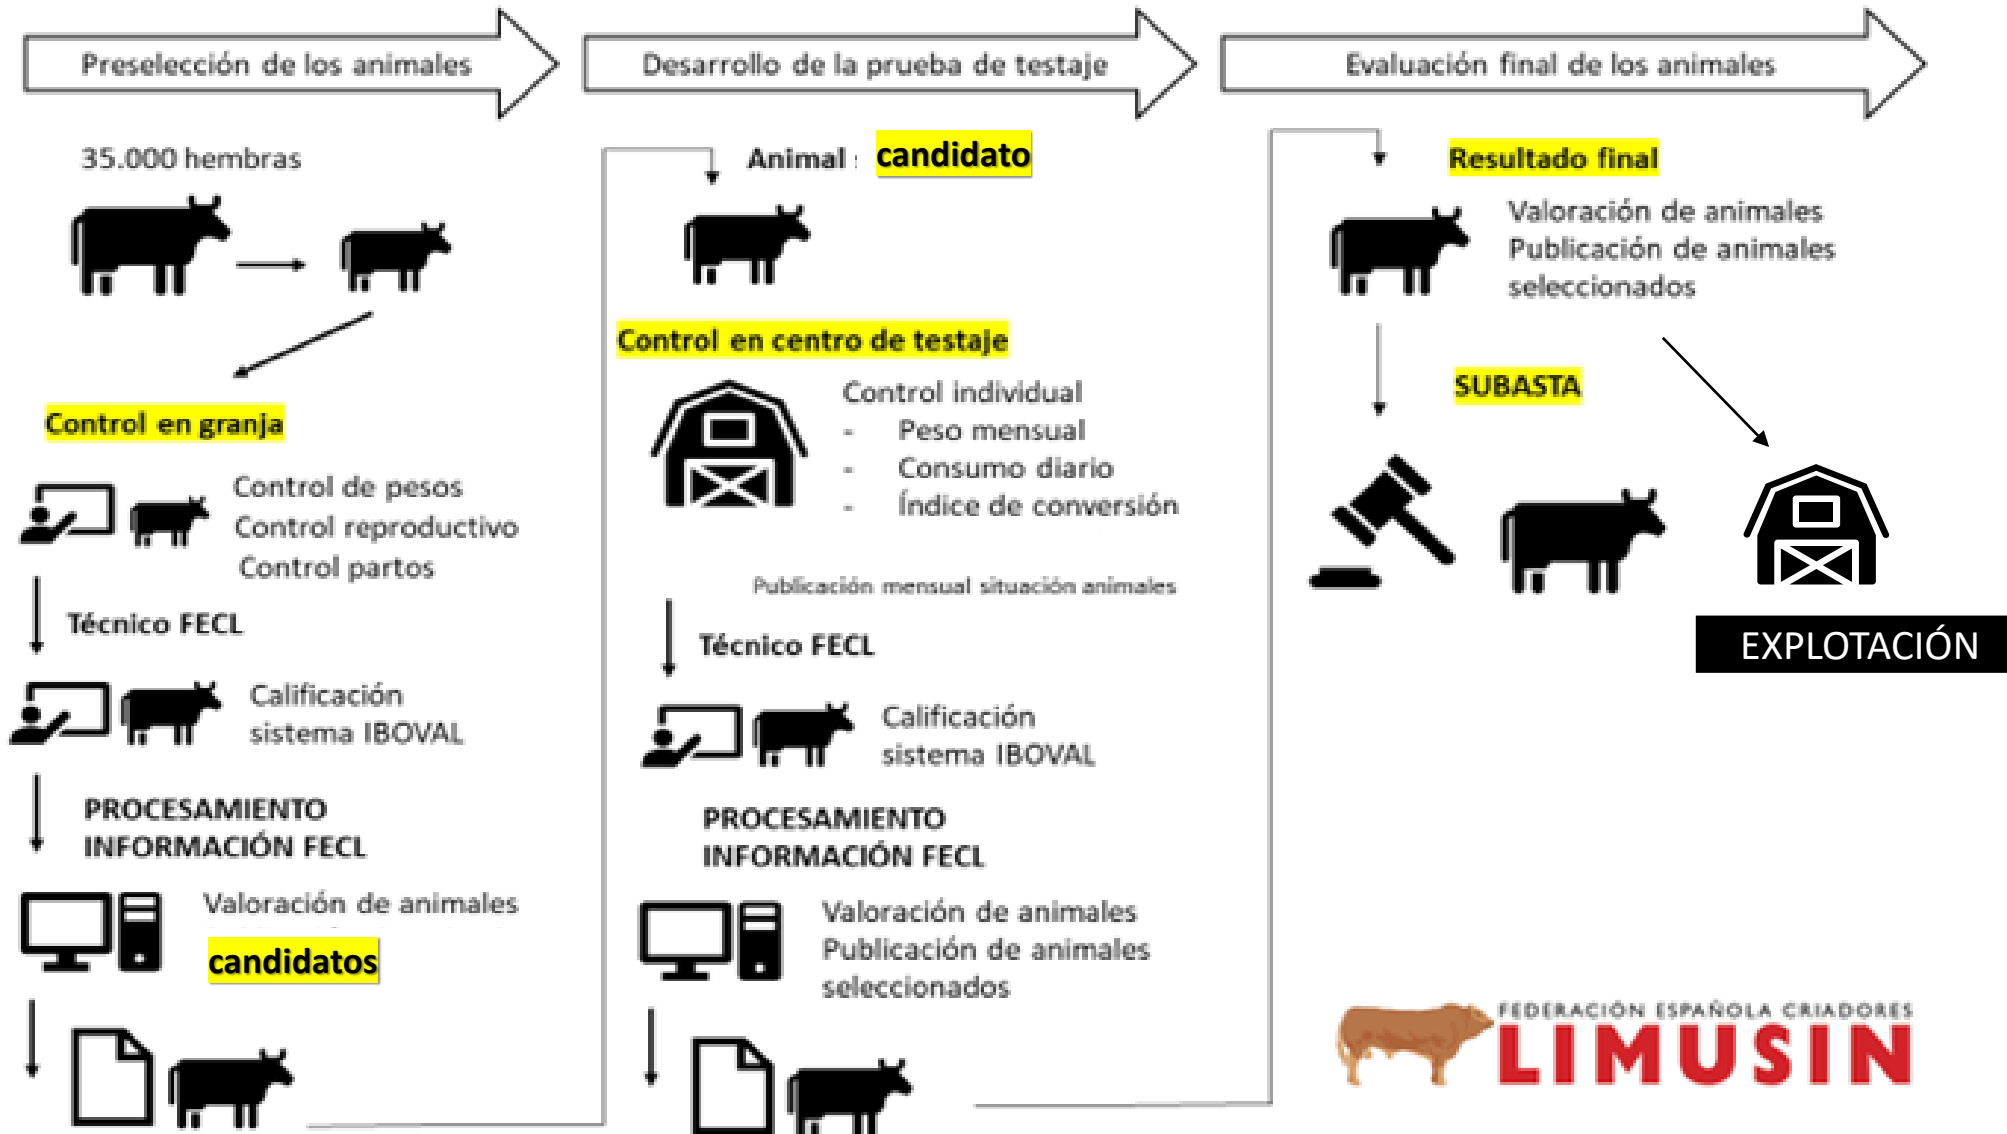 Preselección de los animales
Desarrollo de la prueba de testaje
Evaluación final de los animales
35.000 hembras
Control en granja
Control de pesos
Control reproductivo
Control partos
Técnico FECL
Calificación
sistema IBOVAL
PROCESAMIENTO
INFORMACIÓN FECL
Valoración de animales
candidatos
Animal candidato
Control en centro de testaje
Control individual
- Peso mensual
- Consumo diario
- Índice de conversión
Publicación mensual situación animales
Técnico FECL
Calificación
sistema IBOVAL
PROCESAMIENTO
INFORMACIÓN FECL
Valoración de animales
Publicación de animales
seleccionados
Resultado final
Valoración de animales
Publicación de animales
seleccionados
SUBASTA
EXPLOTACIÓN
FEDERACIÓN ESPAÑOLA CRIADORES
LIMUSIN